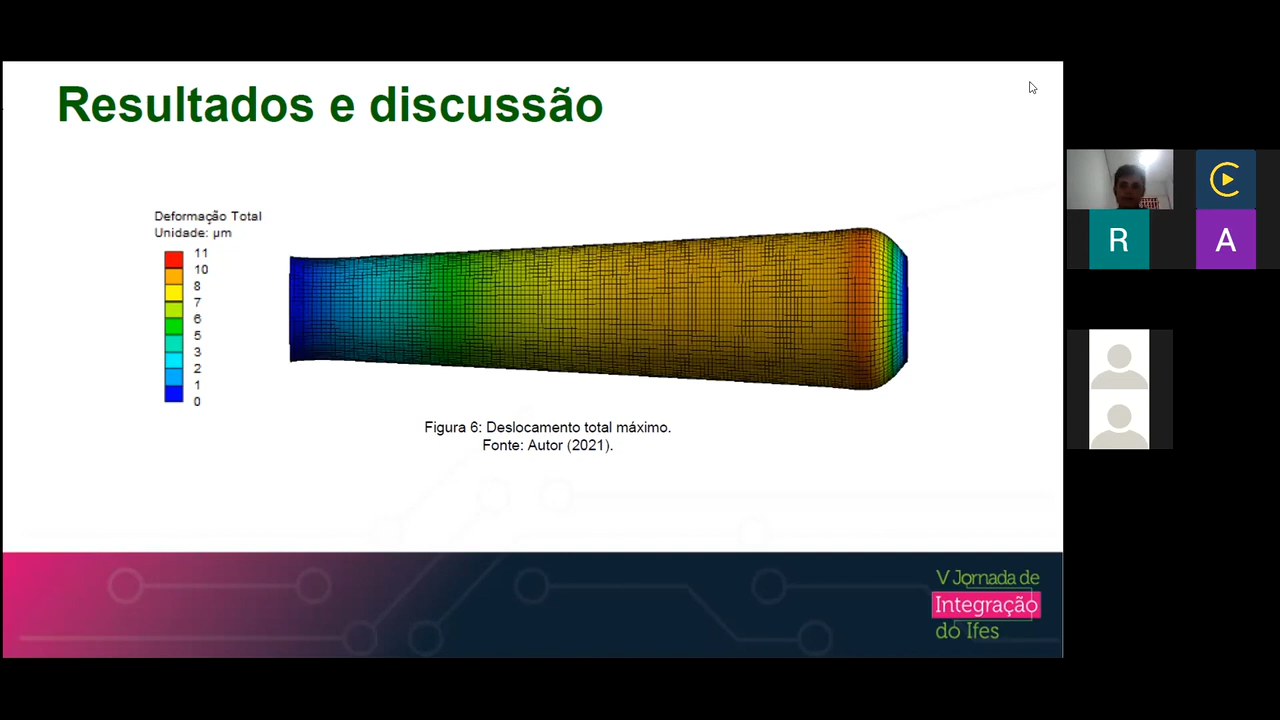 Resultados e discussão
Deformação Total
Unidade: µm
11
10
8
7
6
5
3
2
1
0
Figura 6: Deslocamento total máximo.
Fonte: Autor (2021).
V Jornada de
Integração
do Ifes
R
A